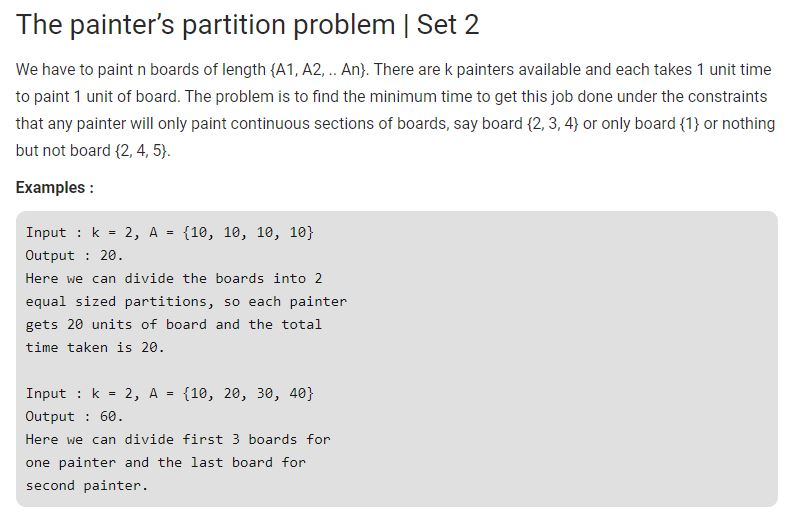 The painter’s partition problem | Set 2
We have to paint n boards of length {A1, A2, .. An}. There are k painters available and each takes 1 unit time
to paint 1 unit of board. The problem is to find the minimum time to get this job done under the constraints
that any painter will only paint continuous sections of boards, say board {2, 3, 4} or only board {1} or nothing
but not board {2, 4, 5}.
Examples :
Input : k = 2, A = {10, 10, 10, 10}
Output : 20.
Here we can divide the boards into 2
equal sized partitions, so each painter
gets 20 units of board and the total
time taken is 20.
Input : k = 2, A = {10, 20, 30, 40}
Output : 60.
Here we can divide first 3 boards for
one painter and the last board for
second painter.